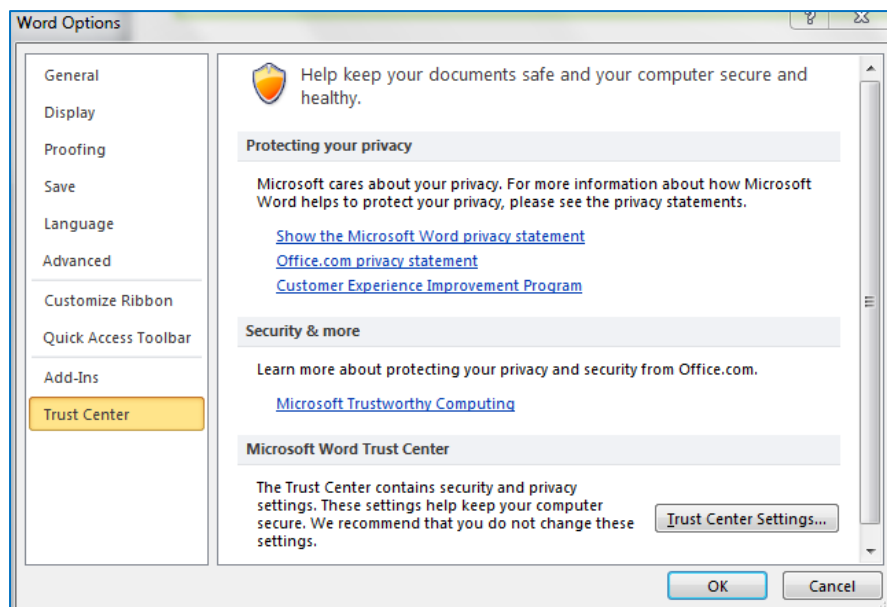 Word Options
General
Display
Proofing
Save
Language
Advanced
Customize Ribbon
Quick Access Toolbar
Add-Ins
Trust Center
Help keep your documents safe and your computer secure and
healthy.
Protecting your privacy
Microsoft cares about your privacy. For more information about how Microsoft
Word helps to protect your privacy, please see the privacy statements.
Show the Microsoft Word privacy statement
Office.com privacy statement
Customer Experience Improvement Program
Security & more
Learn more about protecting your privacy and security from Office.com.
Microsoft Trustworthy Computing
Microsoft Word Trust Center
The Trust Center contains security and privacy
settings. These settings help keep your computer
secure. We recommend that you do not change these
settings.
Trust Center Settings...
OK
Cancel